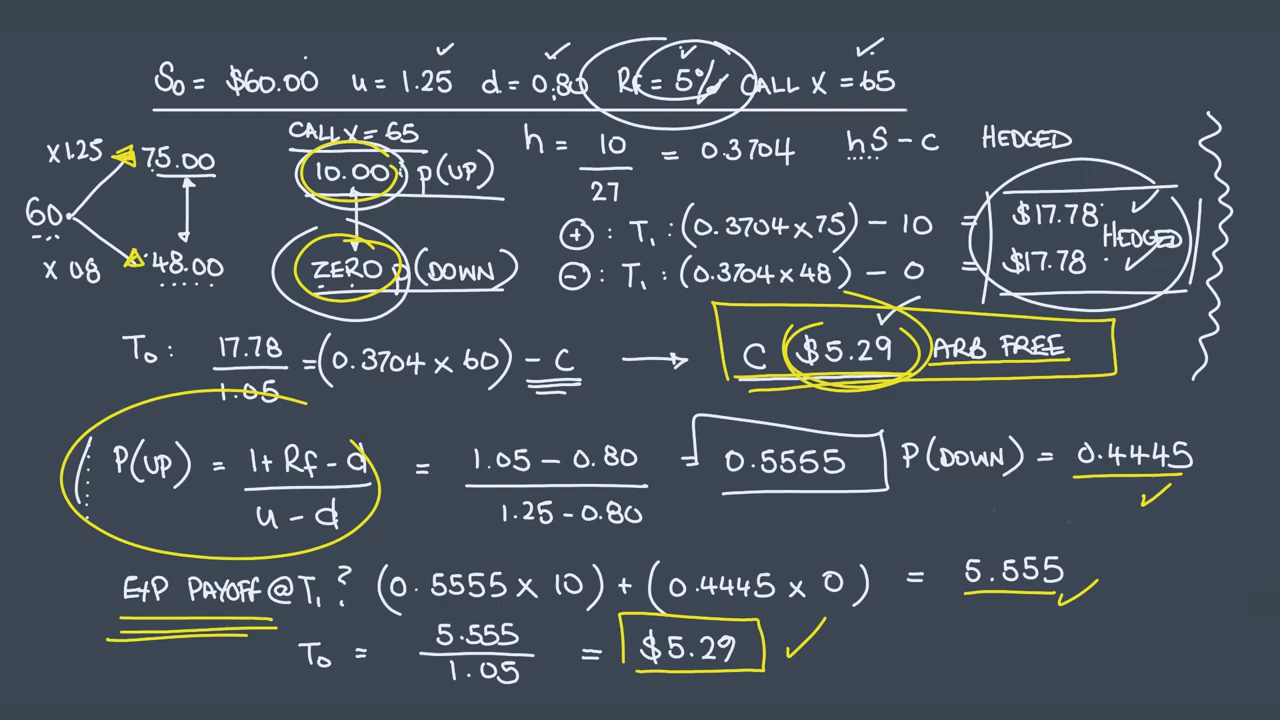 S₀ = $60.00 u = 1.25 d = 0.80 Rf = 5% CALL X = 65
CALL X = 65
x1.25 75.00 10.00 p(UP)
60
x 08 48.00 ZERO p(DOWN)
h = 10/27 = 0.3704 hS - C HEDGED
+ : T₁ : (0.3704 x 75) - 10 = $17.78
HEDGED
- : T₁ : (0.3704 x 48) - 0 = $17.78
T₀ : 17.78/1.05 = (0.3704 x 60) - C → C $5.29 ARB FREE
P(UP) = 1 + Rf - d / u - d = 1.05 - 0.80 / 1.25 - 0.80 = 0.5555 P(DOWN) = 0.4445
EXP PAYOFF @ T₁ ? (0.5555 x 10) + (0.4445 x 0) = 5.555
T₀ = 5.555/1.05 = $5.29